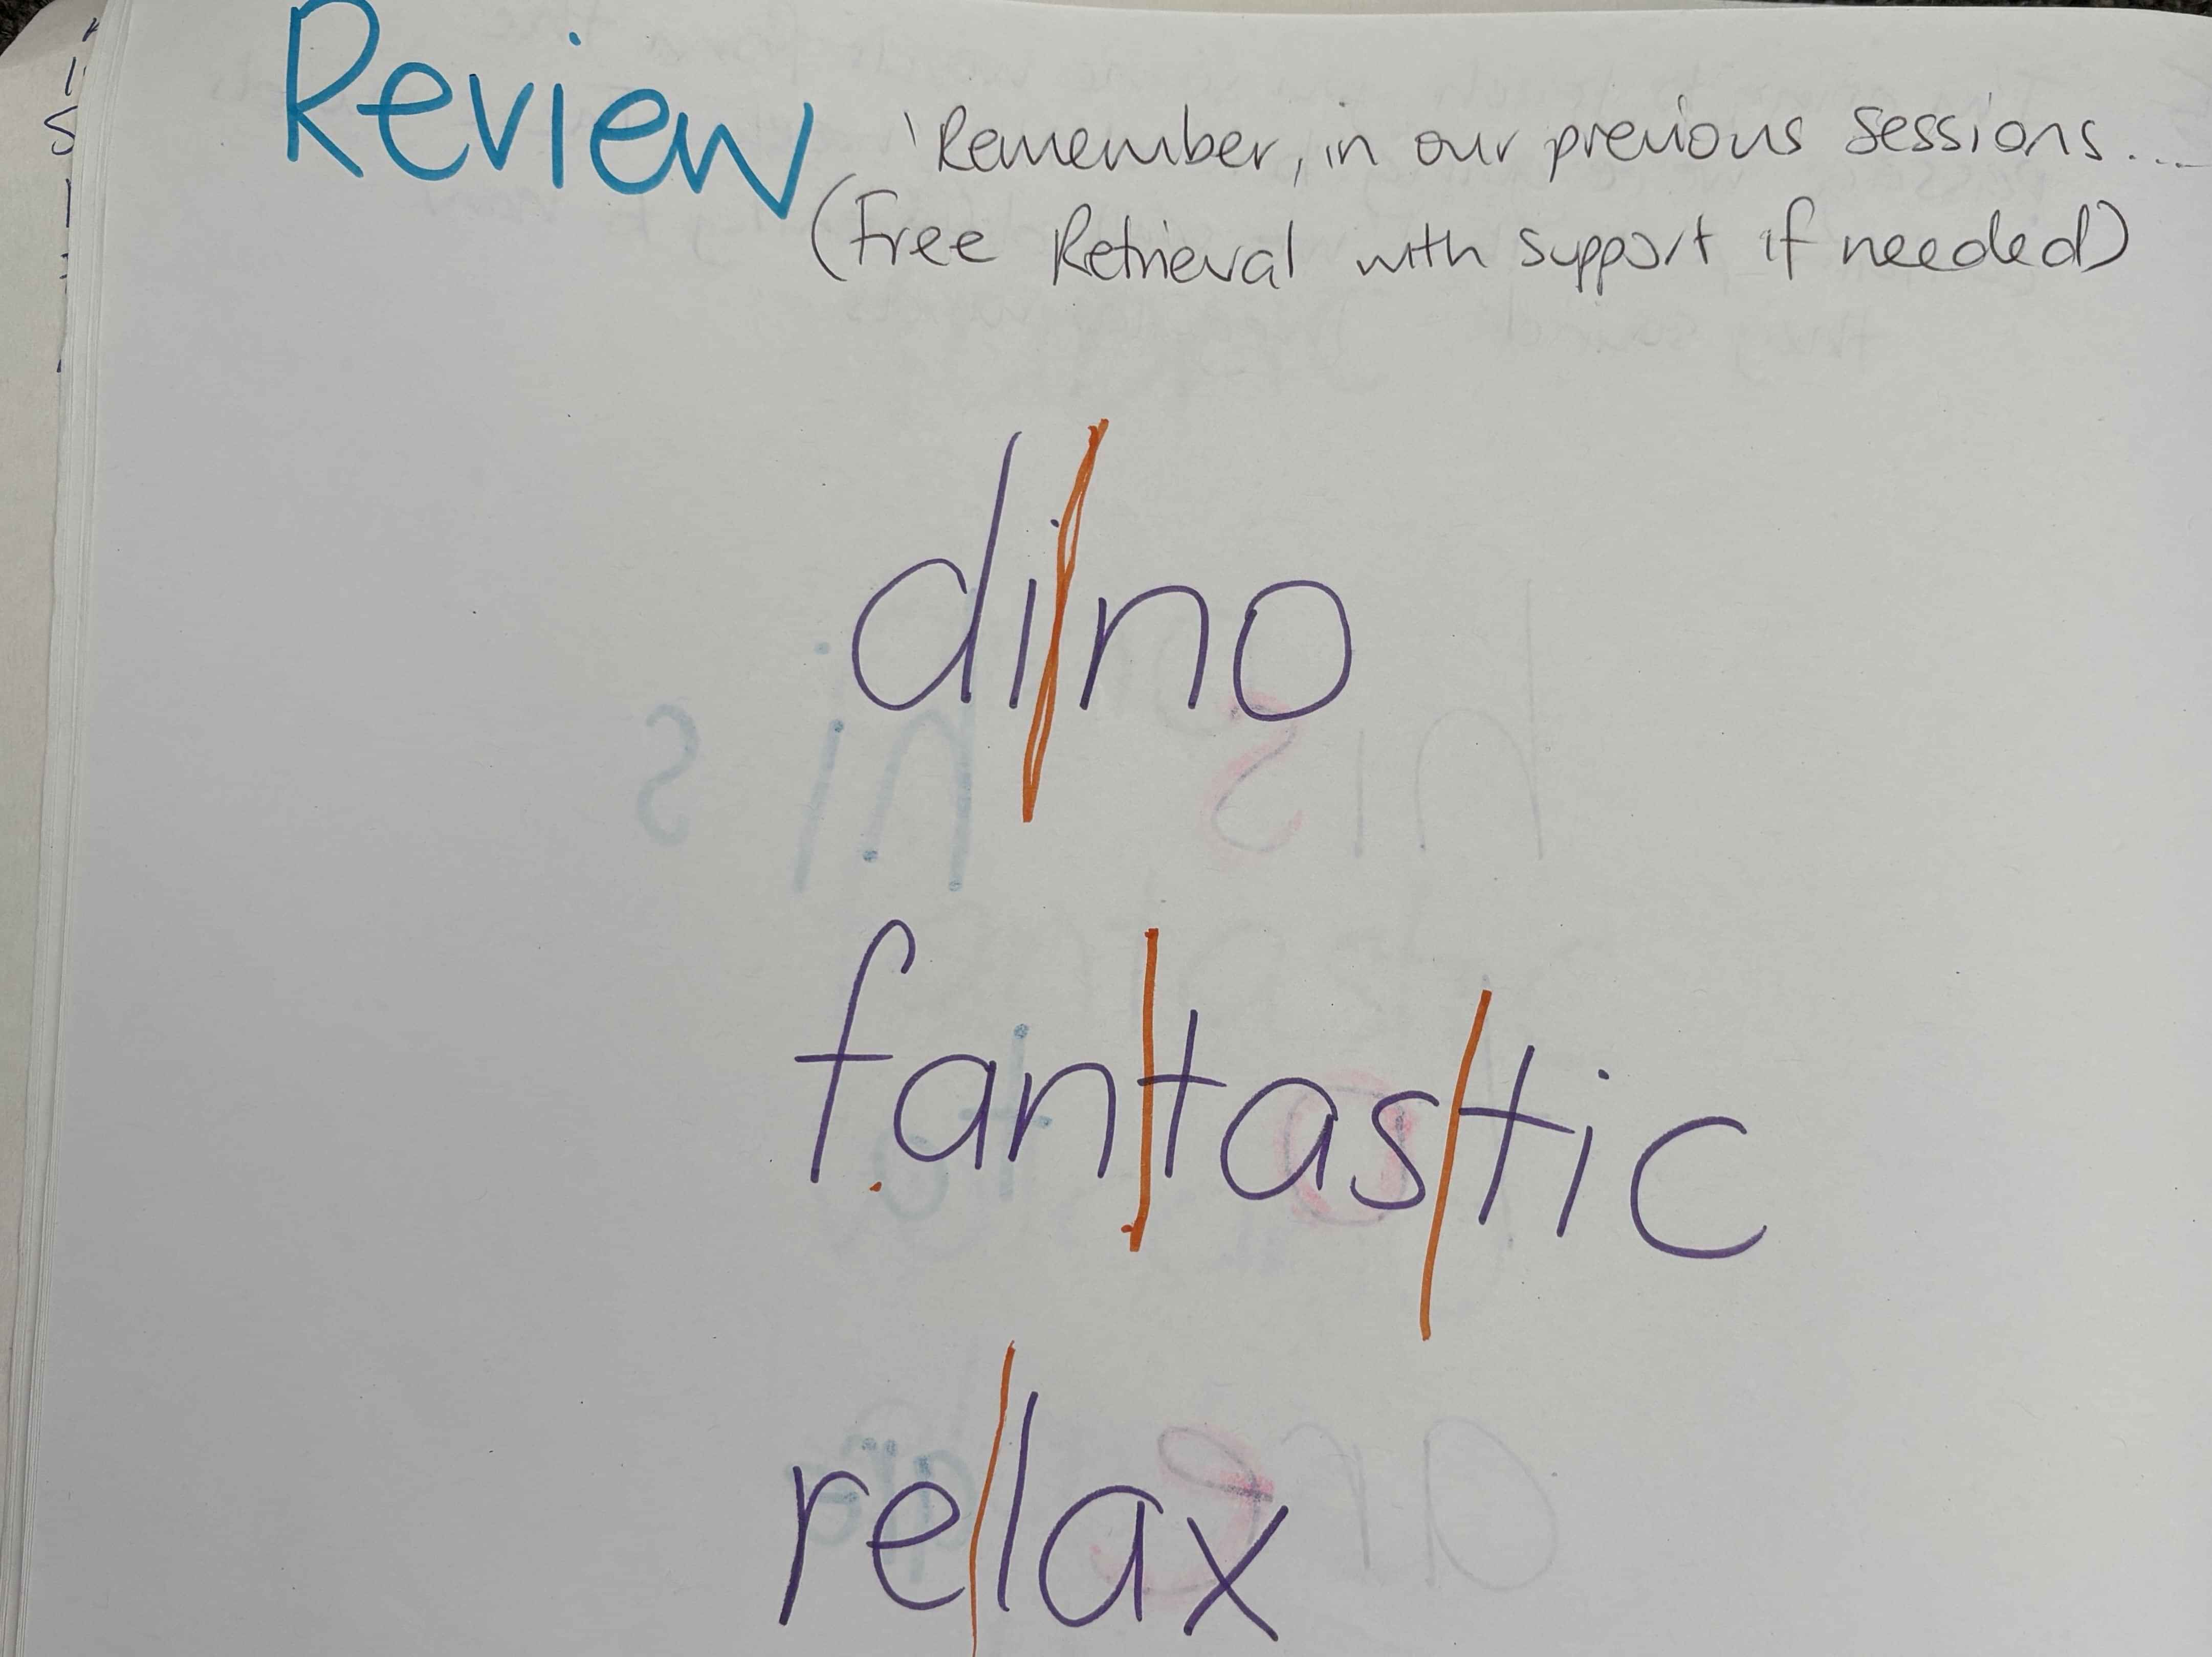 Review
'Remember, in our previous sessions....
(Free Retrieval with support if needed)
di/no
fan/tas/tic
re/lax